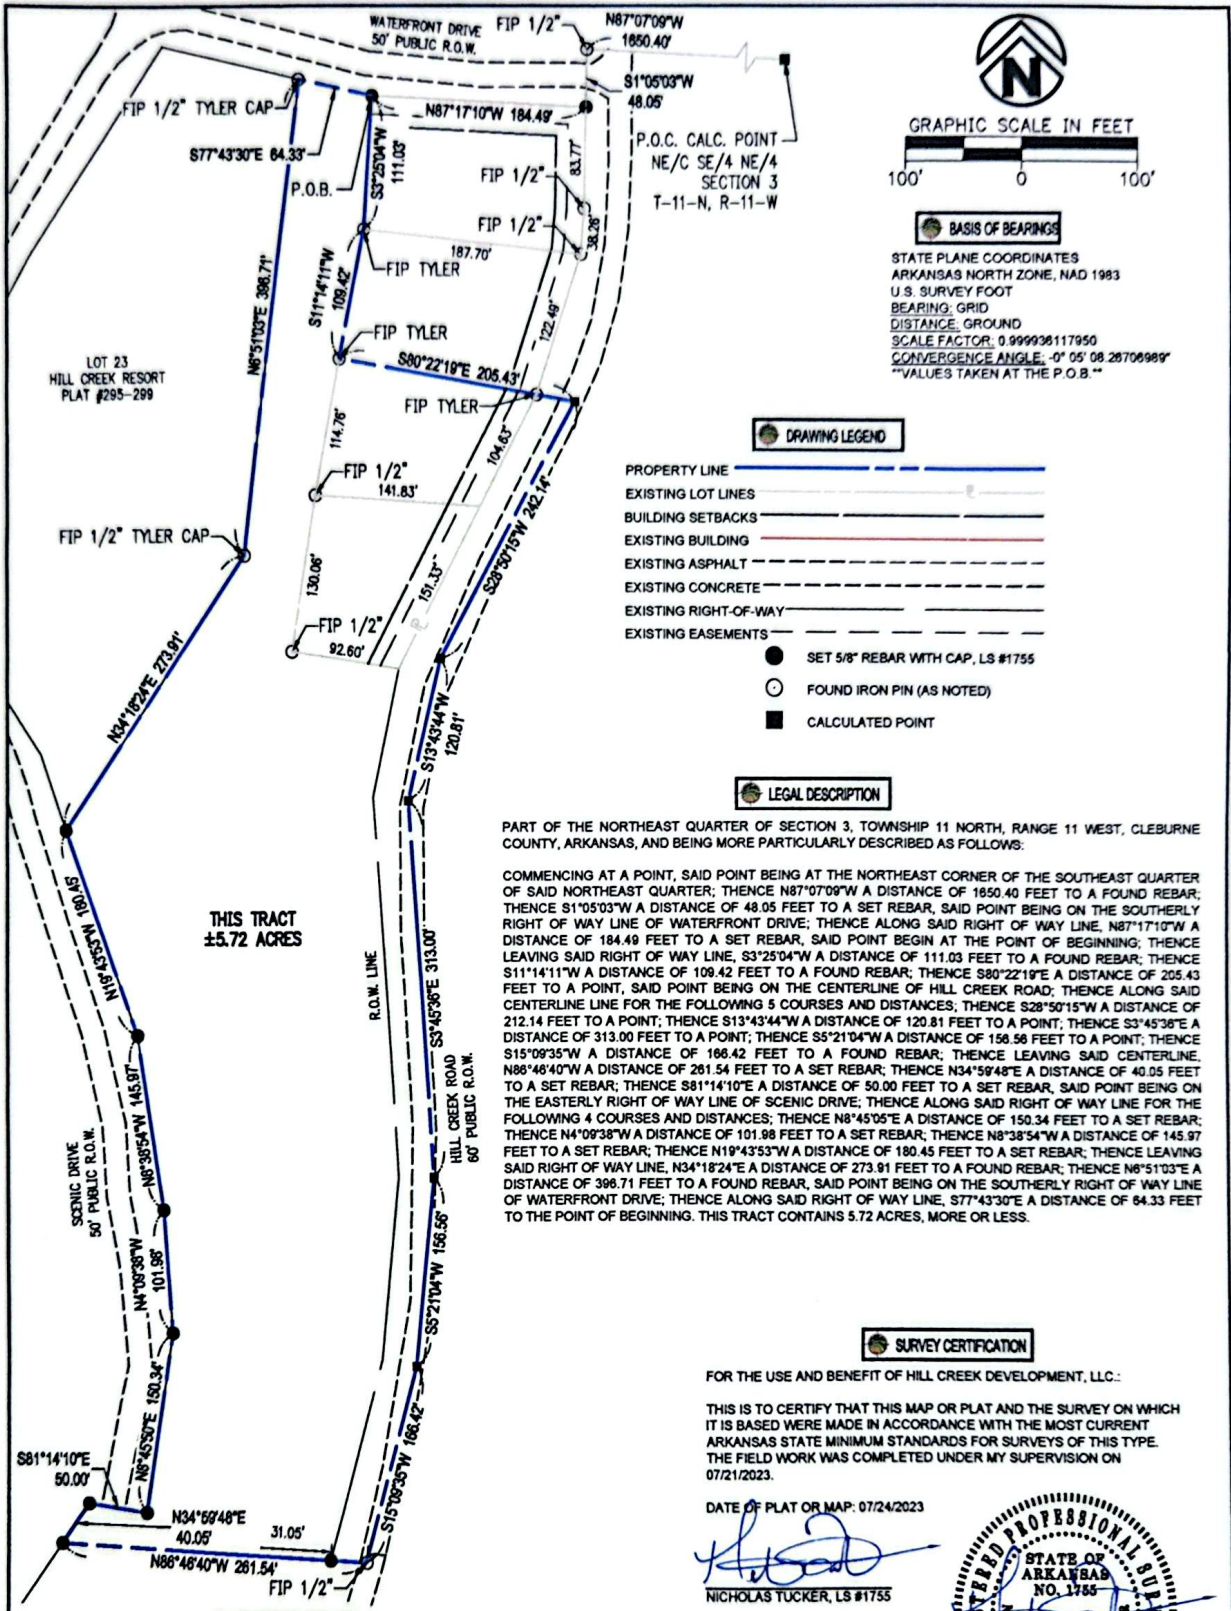 WATERFRONT DRIVE
50' PUBLIC R.O.W.
FIP 1/2"
N87°07'09"W
1650.40'
S1°05'03"W
48.05'
FIP 1/2" TYLER CAP
N87°17'10"W 184.49'
S77°43'30"E 64.33'
P.O.B.
S3°25'04"W
111.03'
83.77'
P.O.C. CALC. POINT
NE/C SE/4 NE/4
SECTION 3
T-11-N, R-11-W
FIP 1/2"
FIP 1/2"
38.26'
187.70'
FIP TYLER
S11°14'11"W
109.42'
N6°51'03"E 396.71'
122.49'
FIP TYLER
S80°22'19"E 205.43'
FIP TYLER
LOT 23
HILL CREEK RESORT
PLAT #295-299
114.76'
104.63'
FIP 1/2"
141.83'
S28°50'15"W 242.14'
FIP 1/2" TYLER CAP
130.06'
151.33'
FIP 1/2"
92.60'
N34°18'24"E 273.91'
S13°43'44"W
120.81'
N19°43'53"W 180.45'
THIS TRACT
±5.72 ACRES
R.O.W. LINE
S3°45'36"E 313.00'
HILL CREEK ROAD
60' PUBLIC R.O.W.
N8°38'54"W 145.97'
SCENIC DRIVE
50' PUBLIC R.O.W.
N4°09'38"W
101.98'
S5°21'04"W 156.56'
N8°45'50"E 150.34'
S15°09'35"W 166.42'
S81°14'10"E
50.00'
N34°59'48"E
40.05'
31.05'
N86°46'40"W 261.54'
FIP 1/2"
N
GRAPHIC SCALE IN FEET
100' 0 100'
BASIS OF BEARINGS
STATE PLANE COORDINATES
ARKANSAS NORTH ZONE, NAD 1983
U.S. SURVEY FOOT
BEARING: GRID
DISTANCE: GROUND
SCALE FACTOR: 0.999936117950
CONVERGENCE ANGLE: -0° 05' 08.26706989"
**VALUES TAKEN AT THE P.O.B.**
DRAWING LEGEND
PROPERTY LINE
EXISTING LOT LINES
BUILDING SETBACKS
EXISTING BUILDING
EXISTING ASPHALT
EXISTING CONCRETE
EXISTING RIGHT-OF-WAY
EXISTING EASEMENTS
SET 5/8" REBAR WITH CAP, LS #1755
FOUND IRON PIN (AS NOTED)
CALCULATED POINT
LEGAL DESCRIPTION
PART OF THE NORTHEAST QUARTER OF SECTION 3, TOWNSHIP 11 NORTH, RANGE 11 WEST, CLEBURNE
COUNTY, ARKANSAS, AND BEING MORE PARTICULARLY DESCRIBED AS FOLLOWS:
COMMENCING AT A POINT, SAID POINT BEING AT THE NORTHEAST CORNER OF THE SOUTHEAST QUARTER
OF SAID NORTHEAST QUARTER; THENCE N87°07'09"W A DISTANCE OF 1650.40 FEET TO A FOUND REBAR;
THENCE S1°05'03"W A DISTANCE OF 48.05 FEET TO A SET REBAR, SAID POINT BEING ON THE SOUTHERLY
RIGHT OF WAY LINE OF WATERFRONT DRIVE; THENCE ALONG SAID RIGHT OF WAY LINE, N87°17'10"W A
DISTANCE OF 184.49 FEET TO A SET REBAR, SAID POINT BEGIN AT THE POINT OF BEGINNING; THENCE
LEAVING SAID RIGHT OF WAY LINE, S3°25'04"W A DISTANCE OF 111.03 FEET TO A FOUND REBAR; THENCE
S11°14'11"W A DISTANCE OF 109.42 FEET TO A FOUND REBAR; THENCE S80°22'19"E A DISTANCE OF 205.43
FEET TO A POINT, SAID POINT BEING ON THE CENTERLINE OF HILL CREEK ROAD; THENCE ALONG SAID
CENTERLINE LINE FOR THE FOLLOWING 5 COURSES AND DISTANCES; THENCE S28°50'15"W A DISTANCE OF
212.14 FEET TO A POINT; THENCE S13°43'44"W A DISTANCE OF 120.81 FEET TO A POINT; THENCE S3°45'36"E A
DISTANCE OF 313.00 FEET TO A POINT; THENCE S5°21'04"W A DISTANCE OF 156.56 FEET TO A POINT; THENCE
S15°09'35"W A DISTANCE OF 166.42 FEET TO A FOUND REBAR; THENCE LEAVING SAID CENTERLINE,
N86°46'40"W A DISTANCE OF 261.54 FEET TO A SET REBAR; THENCE N34°59'48"E A DISTANCE OF 40.05 FEET
TO A SET REBAR; THENCE S81°14'10"E A DISTANCE OF 50.00 FEET TO A SET REBAR, SAID POINT BEING ON
THE EASTERLY RIGHT OF WAY LINE OF SCENIC DRIVE; THENCE ALONG SAID RIGHT OF WAY LINE FOR THE
FOLLOWING 4 COURSES AND DISTANCES; THENCE N8°45'05"E A DISTANCE OF 150.34 FEET TO A SET REBAR;
THENCE N4°09'38"W A DISTANCE OF 101.98 FEET TO A SET REBAR; THENCE N8°38'54"W A DISTANCE OF 145.97
FEET TO A SET REBAR; THENCE N19°43'53"W A DISTANCE OF 180.45 FEET TO A SET REBAR; THENCE LEAVING
SAID RIGHT OF WAY LINE, N34°18'24"E A DISTANCE OF 273.91 FEET TO A FOUND REBAR; THENCE N6°51'03"E A
DISTANCE OF 396.71 FEET TO A FOUND REBAR, SAID POINT BEING ON THE SOUTHERLY RIGHT OF WAY LINE
OF WATERFRONT DRIVE; THENCE ALONG SAID RIGHT OF WAY LINE, S77°43'30"E A DISTANCE OF 64.33 FEET
TO THE POINT OF BEGINNING. THIS TRACT CONTAINS 5.72 ACRES, MORE OR LESS.
SURVEY CERTIFICATION
FOR THE USE AND BENEFIT OF HILL CREEK DEVELOPMENT, LLC.:
THIS IS TO CERTIFY THAT THIS MAP OR PLAT AND THE SURVEY ON WHICH
IT IS BASED WERE MADE IN ACCORDANCE WITH THE MOST CURRENT
ARKANSAS STATE MINIMUM STANDARDS FOR SURVEYS OF THIS TYPE.
THE FIELD WORK WAS COMPLETED UNDER MY SUPERVISION ON
07/21/2023.
DATE OF PLAT OR MAP: 07/24/2023
NICHOLAS TUCKER, LS #1755
PROFESSIONAL
STATE OF
ARKANSAS
NO. 1755